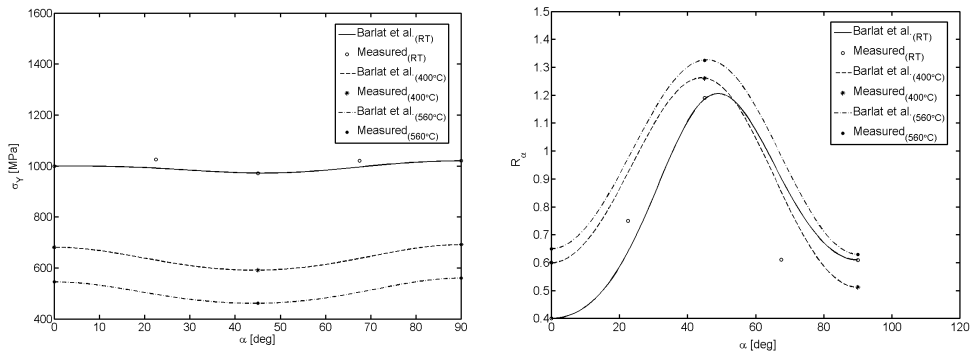 1600
1400
1200
1000
800
600
400
0
10
20
30
40
50
60
70
80
90
σY [MPa]
α [deg]
Barlat et al.(RT)
Measured(RT)
Barlat et al.(400°C)
Measured(400°C)
Barlat et al.(560°C)
Measured(560°C)
1.5
1.4
1.3
1.2
1.1
1
0.9
0.8
0.7
0.6
0.5
0.4
0
20
40
60
80
100
120
Rα
α [deg]
Barlat et al.(RT)
Measured(RT)
Barlat et al.(400°C)
Measured(400°C)
Barlat et al.(560°C)
Measured(560°C)